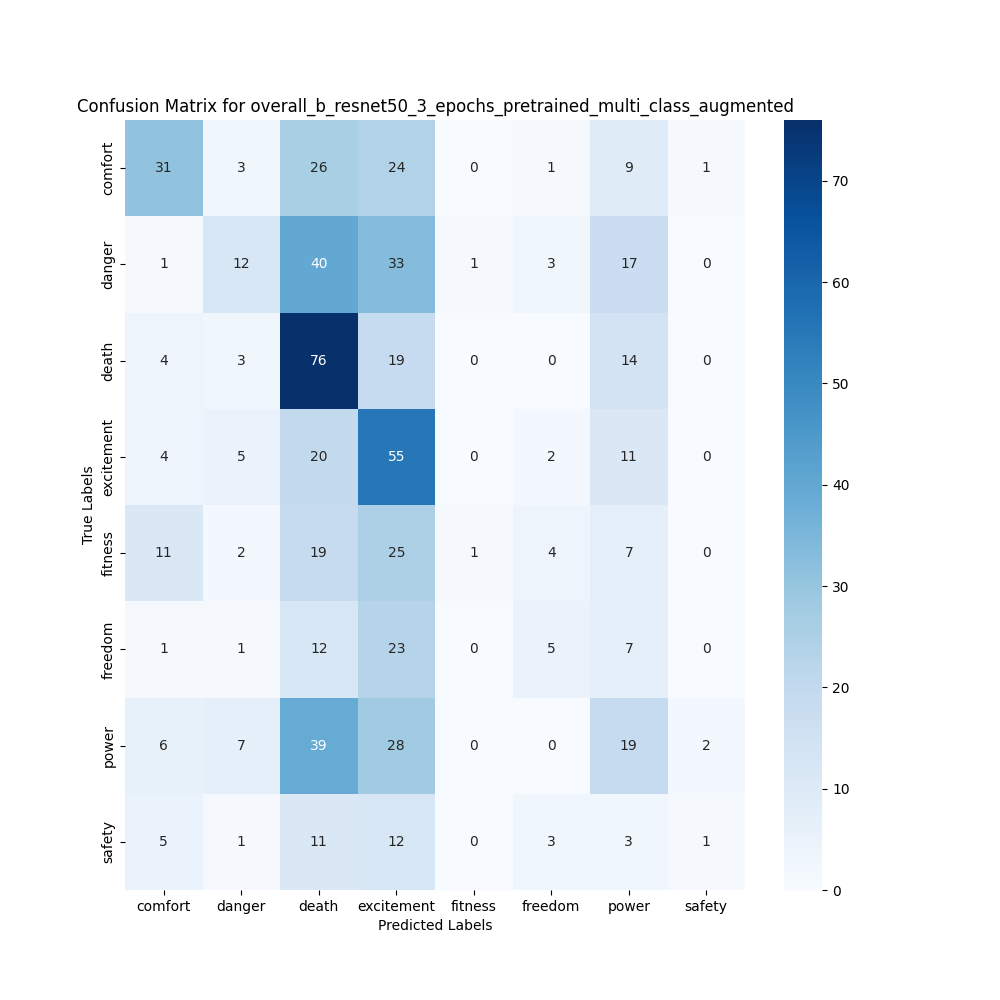 Confusion Matrix for overall_b_resnet50_3_epochs_pretrained_multi_class_augmented
True Labels
comfort 31 3 26 24 0 1 9 1
danger 1 12 40 33 1 3 17 0
death 4 3 76 19 0 0 14 0
excitement 4 5 20 55 0 2 11 0
fitness 11 2 19 25 1 4 7 0
freedom 1 1 12 23 0 5 7 0
power 6 7 39 28 0 0 19 2
safety 5 1 11 12 0 3 3 1
comfort danger death excitement fitness freedom power safety
Predicted Labels
70
60
50
40
30
20
10
0